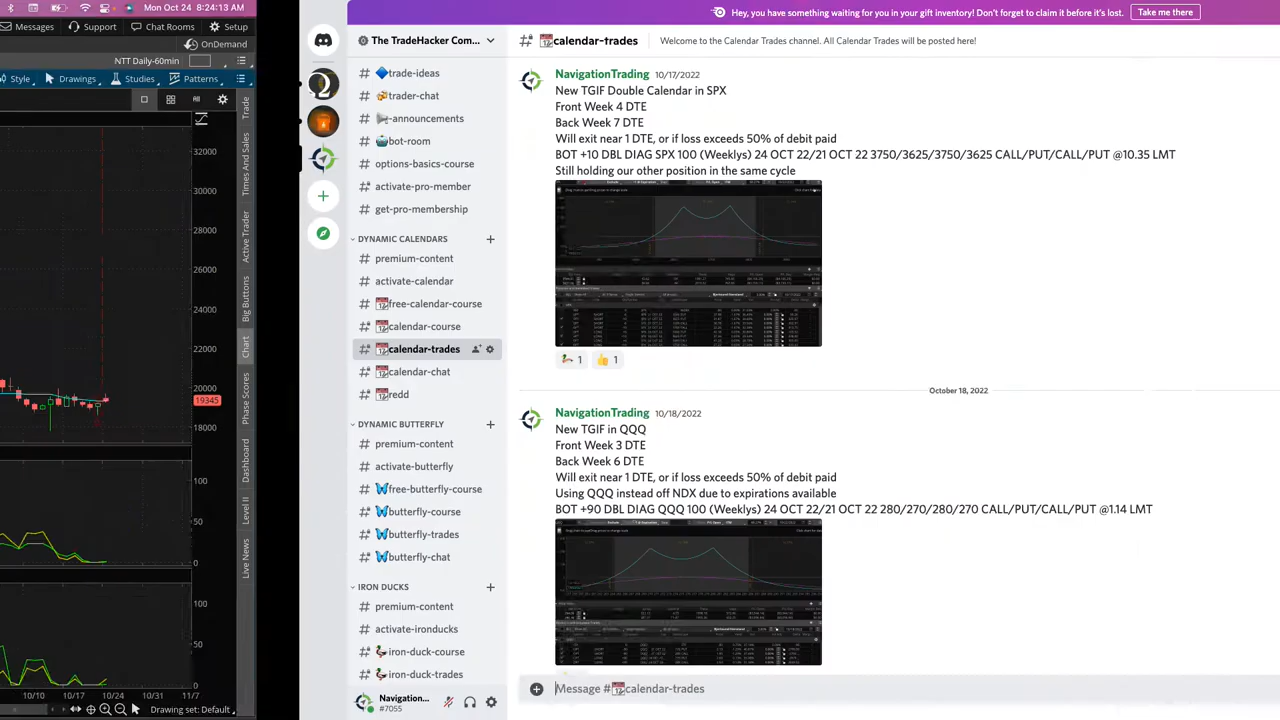 Mon Oct 24 8:24:13 AM
Messages
Support
Chat Rooms
Setup
OnDemand
NTT Daily-60min
Style
Drawings
Studies
Patterns
All
32000
30000
28000
26000
24000
22000
20000
19345
18000
100
50
0
100
50
0
10/10
10/17
10/24
10/31
11/7
Drawing set: Default
Trade
Times And Sales
Active Trader
Big Buttons
Chart
Phase Scores
Dashboard
Level II
Live News
Hey, you have something waiting for you in your gift inventory! Don't forget to claim it before it's lost.
Take me there
The TradeHacker Com...
trade-ideas
trader-chat
-announcements
bot-room
options-basics-course
activate-pro-member
get-pro-membership
DYNAMIC CALENDARS
premium-content
activate-calendar
free-calendar-course
calendar-course
calendar-trades
calendar-chat
redd
DYNAMIC BUTTERFLY
premium-content
activate-butterfly
free-butterfly-course
butterfly-course
butterfly-trades
butterfly-chat
IRON DUCKS
premium-content
activate-ironducks
iron-duck-course
iron-duck-trades
Navigation...
#7055
calendar-trades
Welcome to the Calendar Trades channel. All Calendar Trades will be posted here!
NavigationTrading 10/17/2022
New TGIF Double Calendar in SPX
Front Week 4 DTE
Back Week 7 DTE
Will exit near 1 DTE, or if loss exceeds 50% of debit paid
BOT +10 DBL DIAG SPX 100 (Weeklys) 24 OCT 22/21 OCT 22 3750/3625/3750/3625 CALL/PUT/CALL/PUT @10.35 LMT
Still holding our other position in the same cycle
1
1
October 18, 2022
NavigationTrading 10/18/2022
New TGIF in QQQ
Front Week 3 DTE
Back Week 6 DTE
Will exit near 1 DTE, or if loss exceeds 50% of debit paid
Using QQQ instead off NDX due to expirations available
BOT +90 DBL DIAG QQQ 100 (Weeklys) 24 OCT 22/21 OCT 22 280/270/280/270 CALL/PUT/CALL/PUT @1.14 LMT
Message #calendar-trades